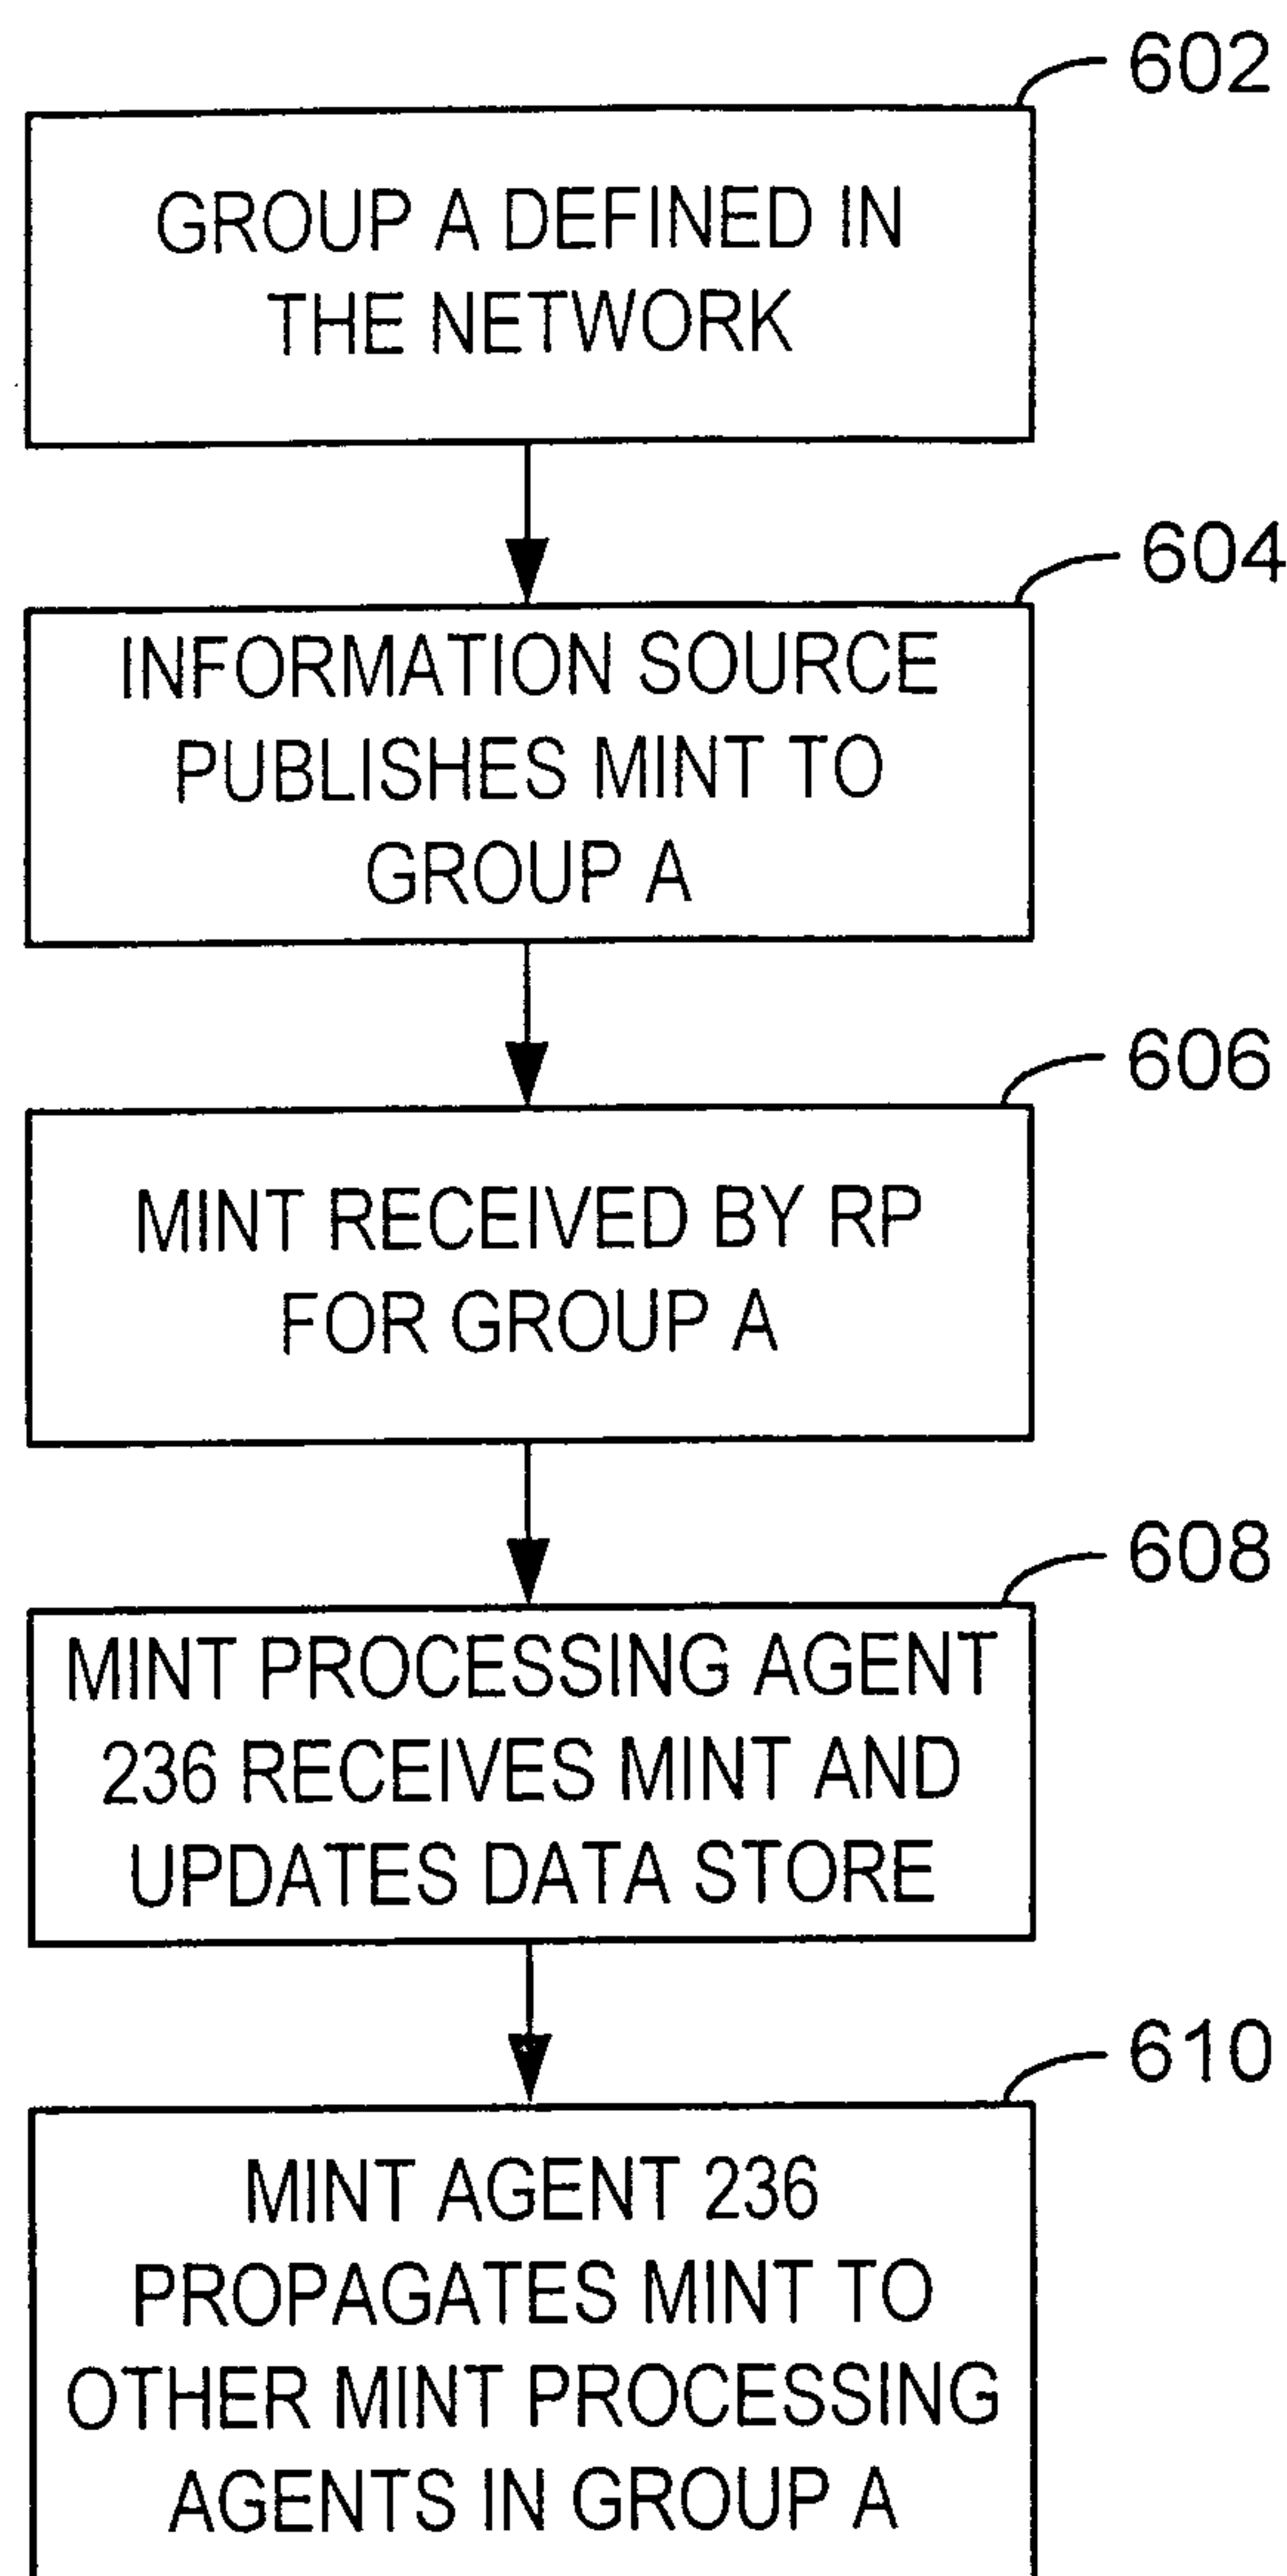 602
GROUP A DEFINED IN
THE NETWORK
604
INFORMATION SOURCE
PUBLISHES MINT TO
GROUP A
606
MINT RECEIVED BY RP
FOR GROUP A
608
MINT PROCESSING AGENT
236 RECEIVES MINT AND
UPDATES DATA STORE
610
MINT AGENT 236
PROPAGATES MINT TO
OTHER MINT PROCESSING
AGENTS IN GROUP A